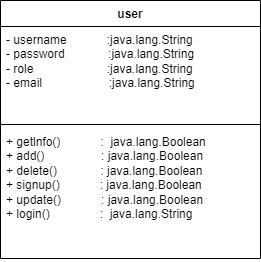 user
- username :java.lang.String
- password :java.lang.String
- role :java.lang.String
- email :java.lang.String
+ getInfo() : java.lang.Boolean
+ add() : java.lang.Boolean
+ delete() : java.lang.Boolean
+ signup() : java.lang.Boolean
+ update() : java.lang.Boolean
+ login() : java.lang.String